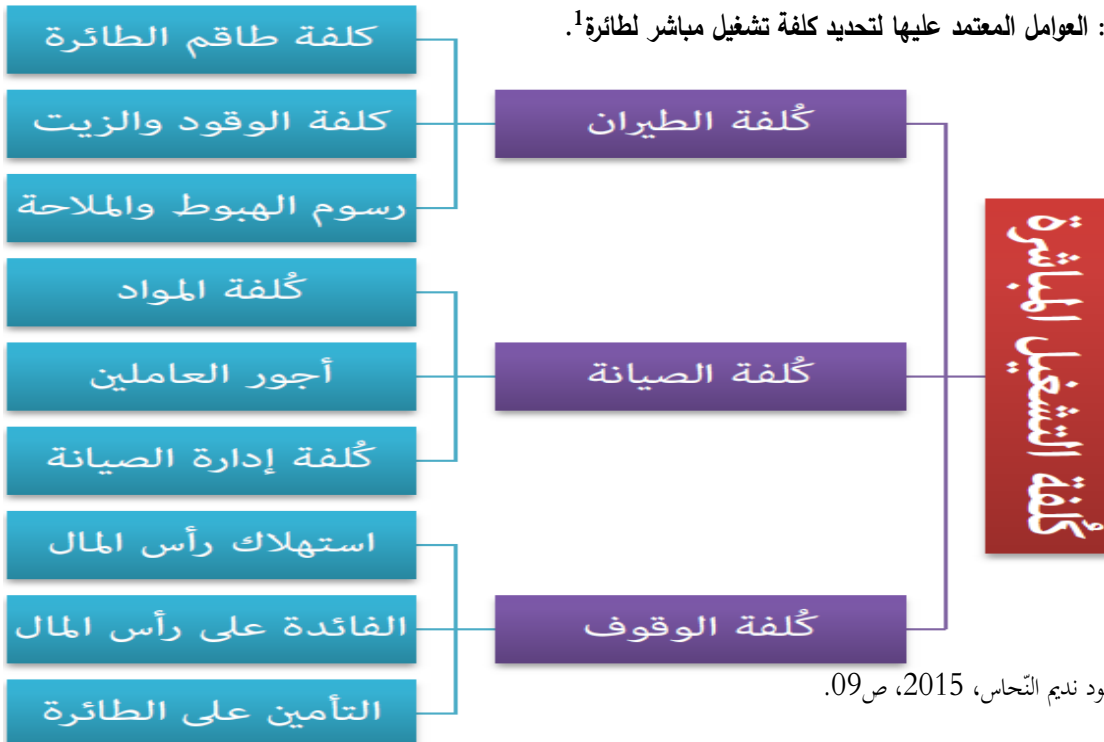 : العوامل المعتمد عليها لتحديد كلفة تشغيل مباشر لطائرة1.
كُلفة التشغيل المباشرة
كُلفة الطيران
كلفة طاقم الطائرة
كلفة الوقود والزيت
رسوم الهبوط والملاحة
كُلفة الصيانة
كُلفة المواد
أجور العاملين
كُلفة إدارة الصيانة
كُلفة الوقوف
استهلاك رأس المال
الفائدة على رأس المال
التأمين على الطائرة
ود نديم النّحاس، 2015، ص09.